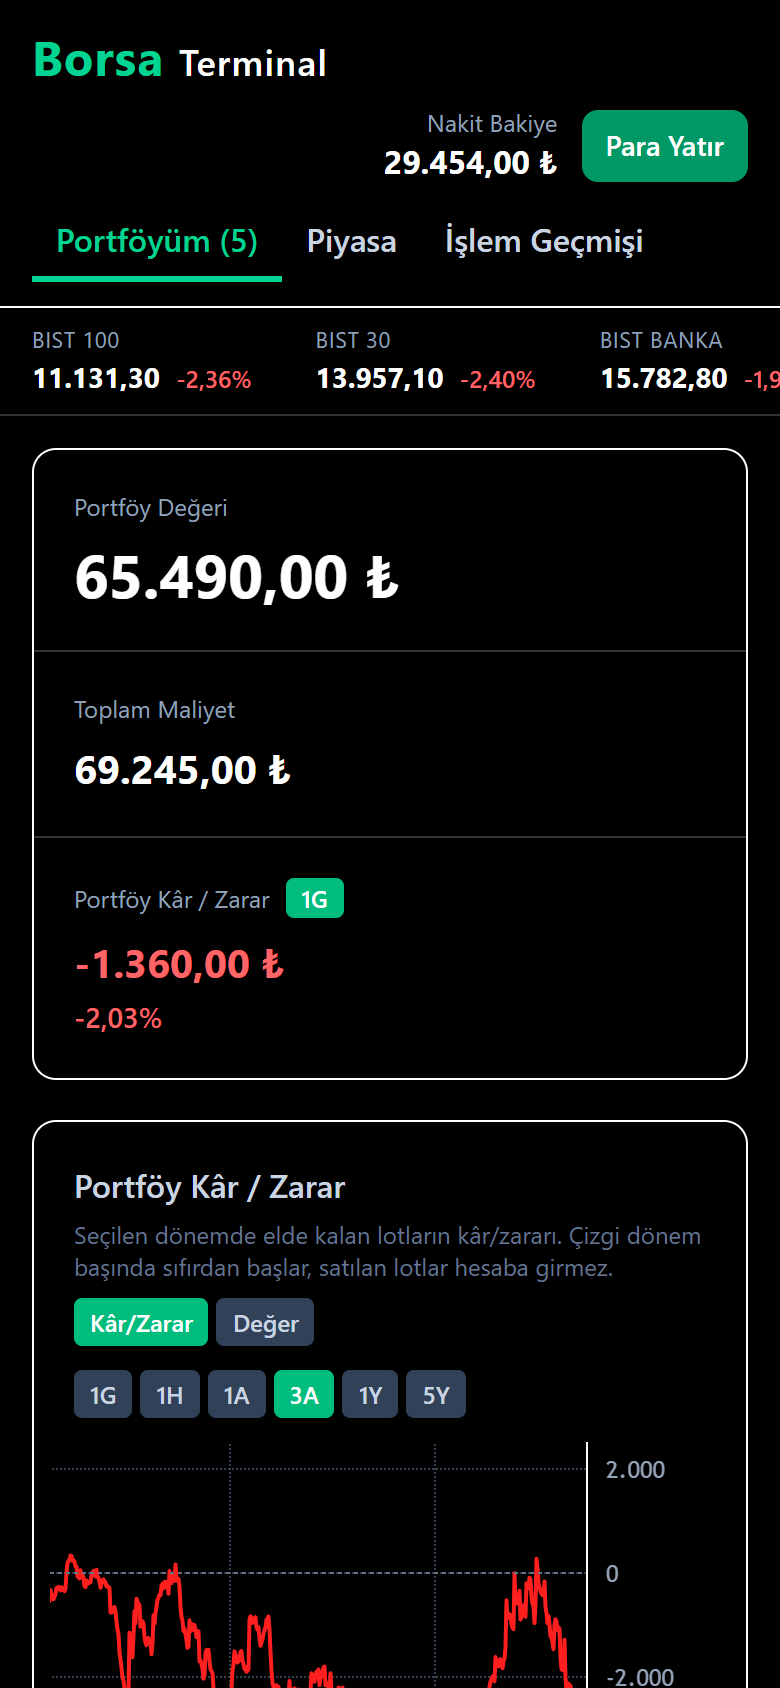 Borsa Terminal
Nakit Bakiye
29.454,00 ₺
Para Yatır
Portföyüm (5)
Piyasa
İşlem Geçmişi
BIST 100
11.131,30 -2,36%
BIST 30
13.957,10 -2,40%
BIST BANKA
15.782,80 -1,9
Portföy Değeri
65.490,00 ₺
Toplam Maliyet
69.245,00 ₺
Portföy Kâr / Zarar 1G
-1.360,00 ₺
-2,03%
Portföy Kâr / Zarar
Seçilen dönemde elde kalan lotların kâr/zararı. Çizgi dönem
başında sıfırdan başlar, satılan lotlar hesaba girmez.
Kâr/Zarar Değer
1G 1H 1A 3A 1Y 5Y
2.000
0
-2.000